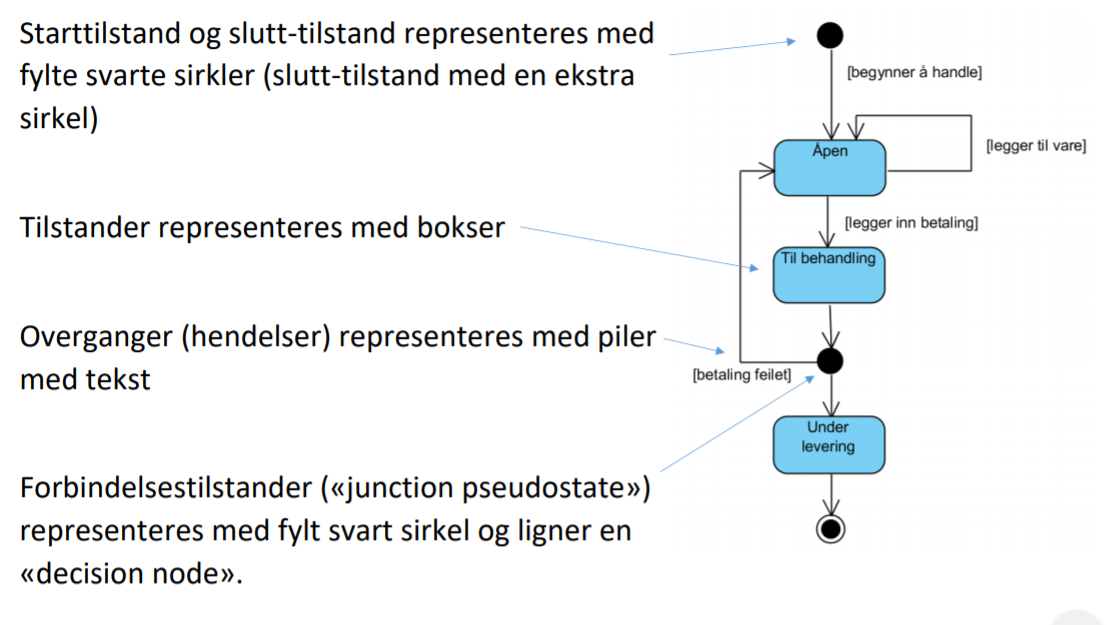 Starttilstand og slutt-tilstand representeres med
fylte svarte sirkler (slutt-tilstand med en ekstra
sirkel)
Tilstander representeres med bokser
Overganger (hendelser) representeres med piler
med tekst
Forbindelsestilstander («junction pseudostate»)
representeres med fylt svart sirkel og ligner en
«decision node».
[begynner å handle]
Åpen
[legger til vare]
[legger inn betaling]
Til behandling
[betaling feilet]
Under
levering